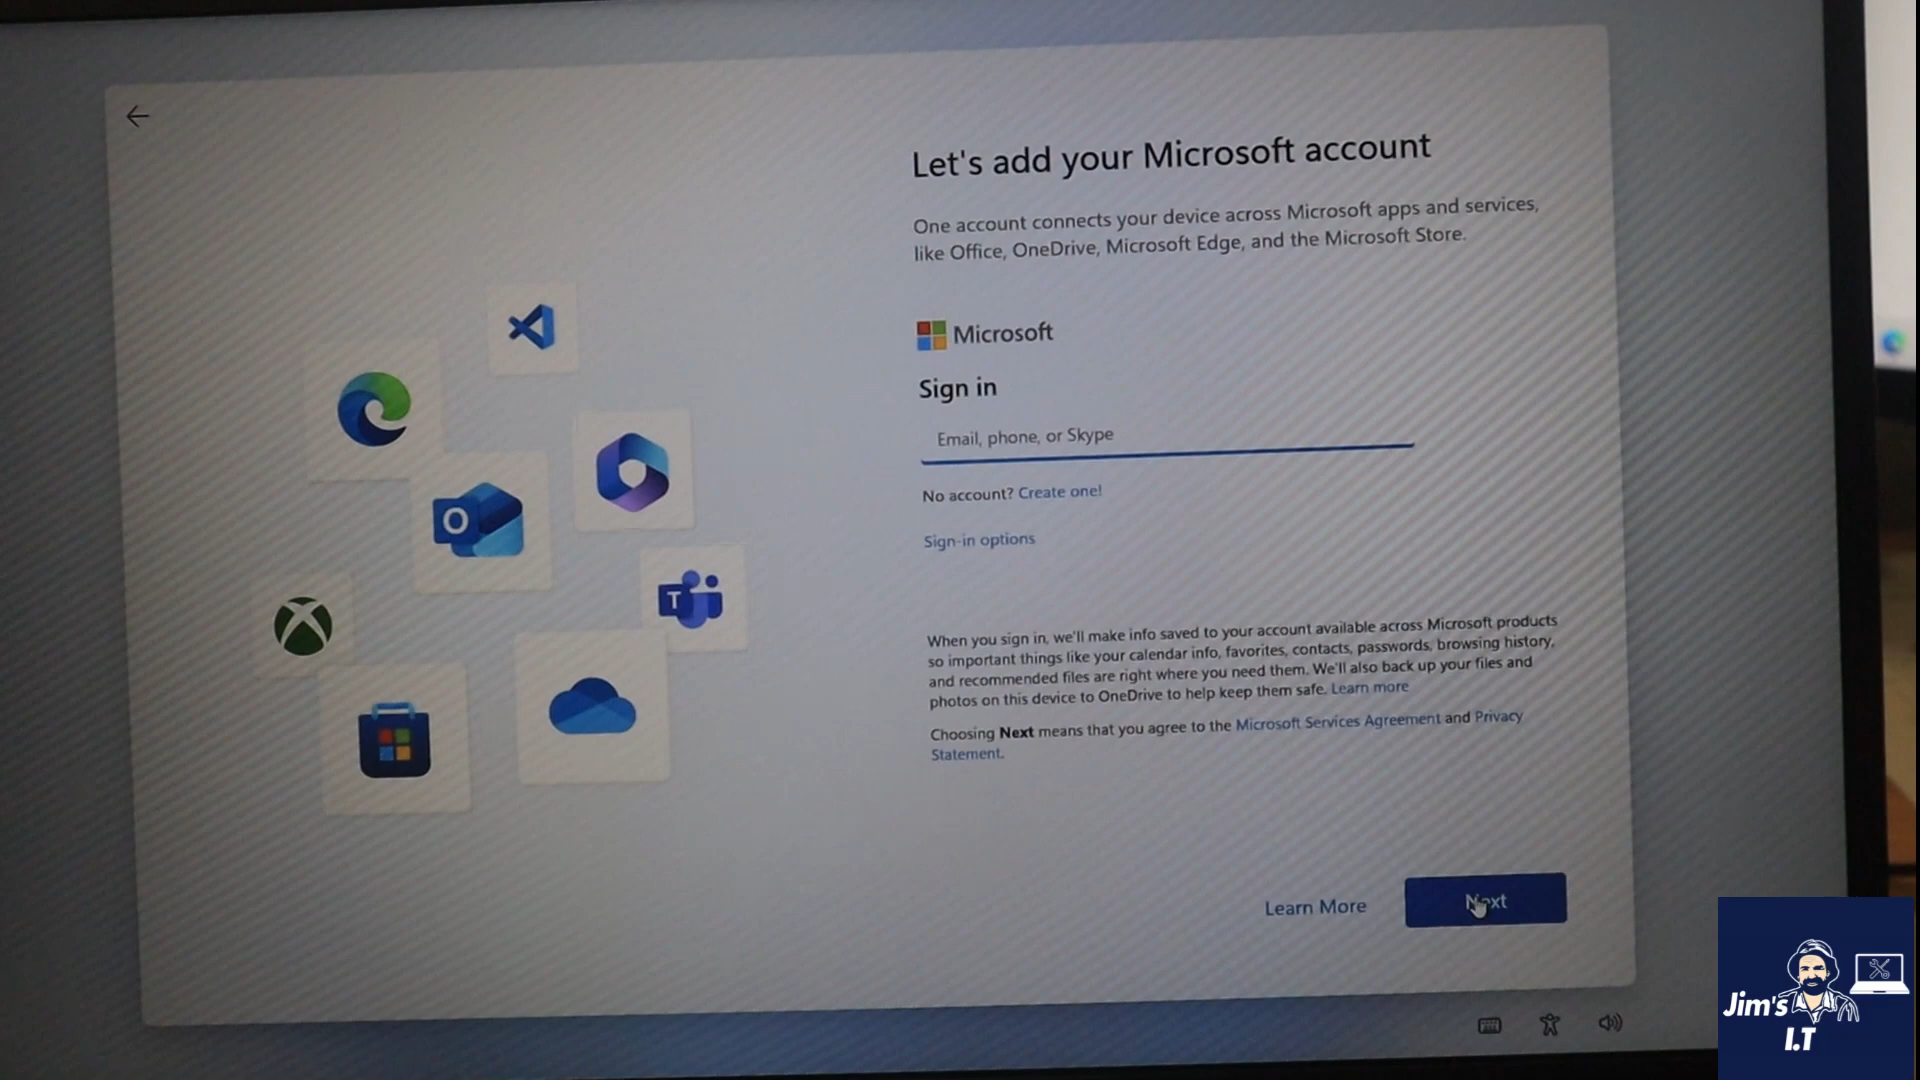 Let's add your Microsoft account
One account connects your device across Microsoft apps and services,
like Office, OneDrive, Microsoft Edge, and the Microsoft Store.
Microsoft
Sign in
Email, phone, or Skype
No account? Create one!
Sign-in options
When you sign in, we'll make info saved to your account available across Microsoft products
so important things like your calendar info, favorites, contacts, passwords, browsing history,
and recommended files are right where you need them. We'll also back up your files and
photos on this device to OneDrive to help keep them safe. Learn more
Choosing Next means that you agree to the Microsoft Services Agreement and Privacy
Statement.
Learn More
Next
O
T
Jim's
I.T